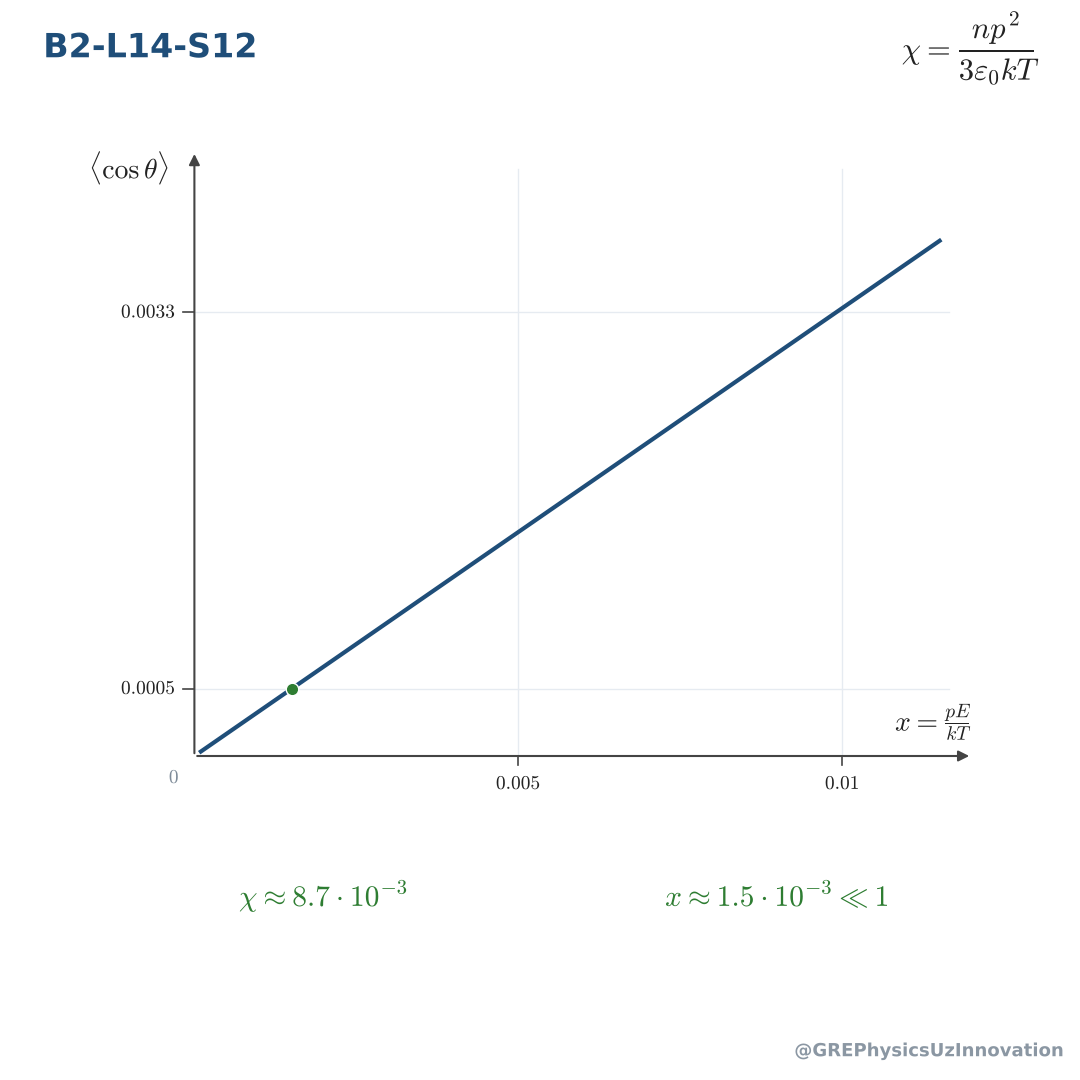 B2-L14-S12
χ = np²/3ε₀kT
⟨cos θ⟩
0.0033
0.0005
x = pE/kT
0
0.005
0.01
χ ≈ 8.7 · 10⁻³
x ≈ 1.5 · 10⁻³ ≪ 1
@GREPhysicsUzInnovation